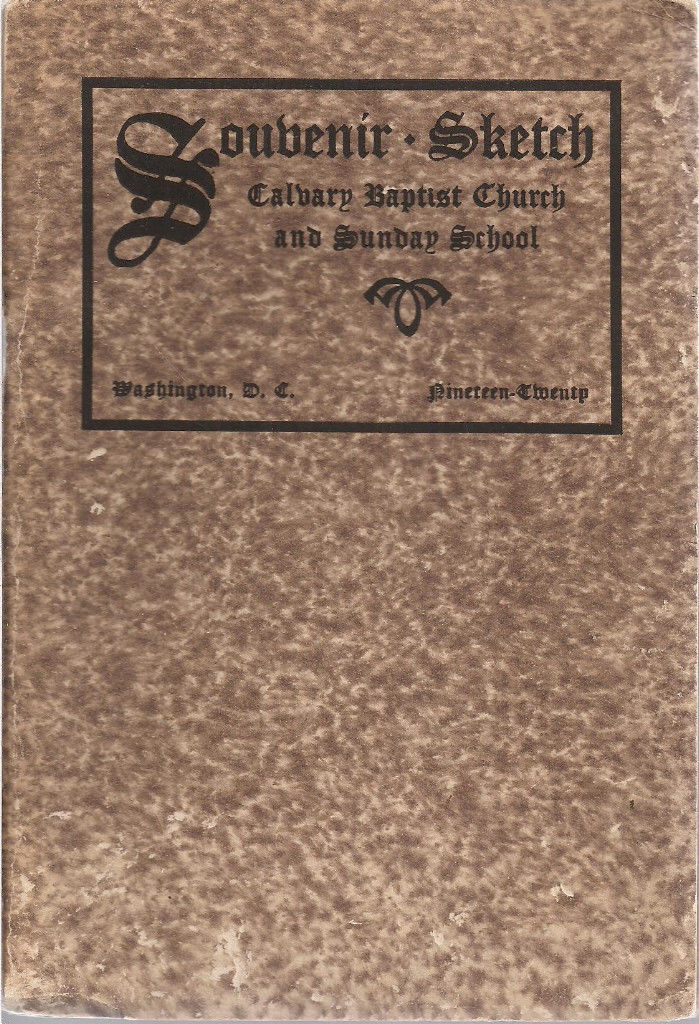 Souvenir · Sketch
Calvary Baptist Church
and Sunday School
Washington, D. C.
Nineteen-Twenty